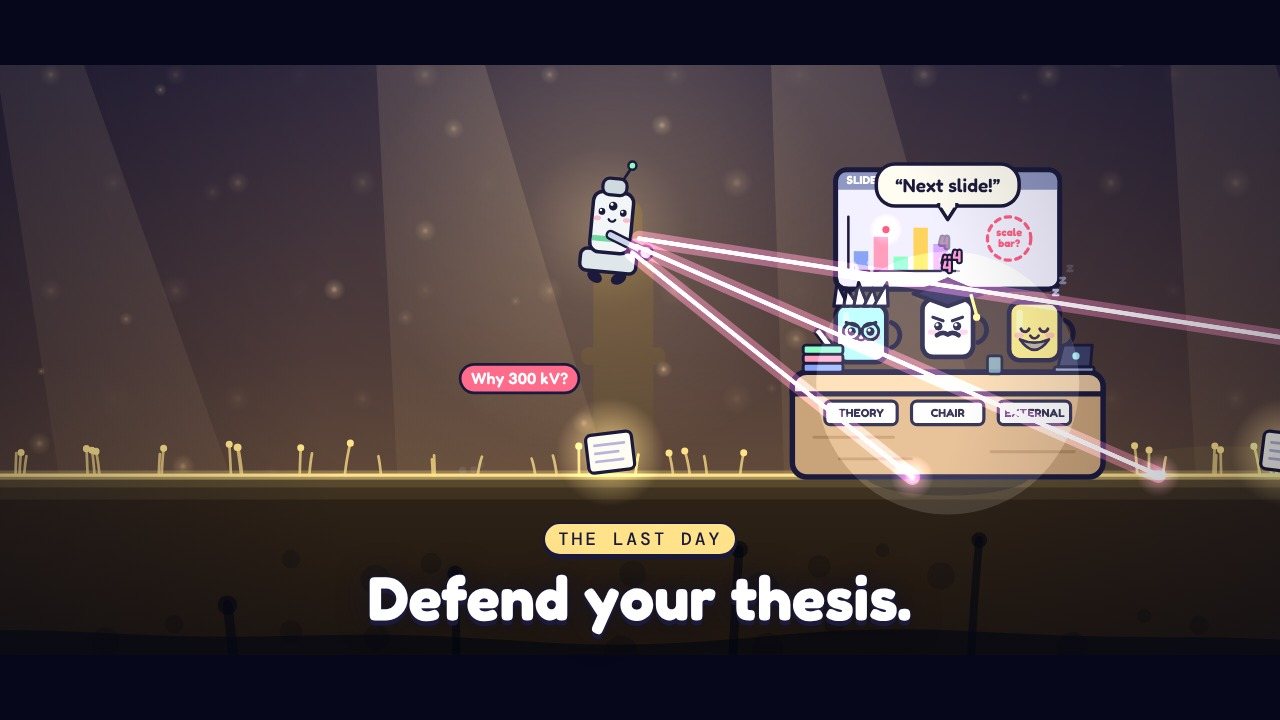 SLIDE
“Next slide!”
scale
bar?
z
z
z
Why 300 kV?
THEORY
CHAIR
EXTERNAL
THE LAST DAY
Defend your thesis.